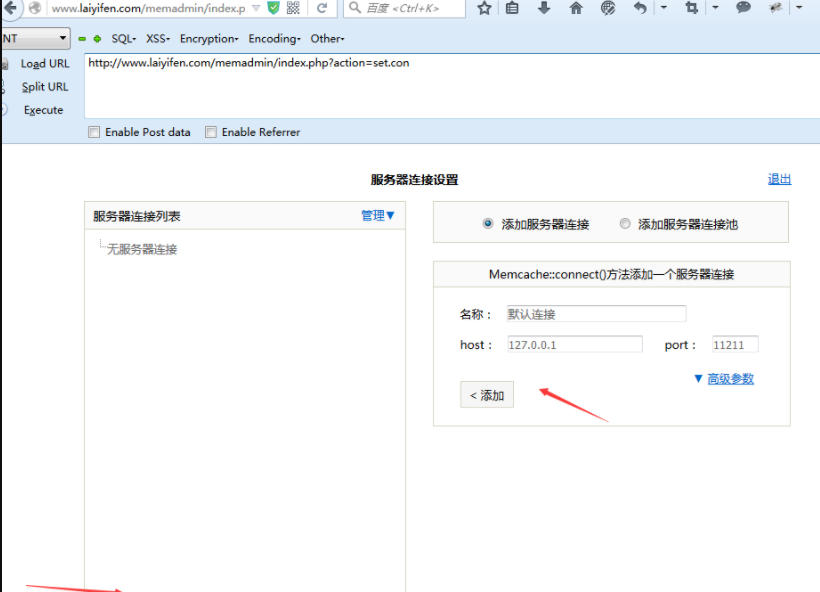 www.laiyifen.com/memadmin/index.p
百度 <Ctrl+K>
NT SQL- XSS- Encryption- Encoding- Other-
Load URL
http://www.laiyifen.com/memadmin/index.php?action=set.con
Split URL
Execute
Enable Post data Enable Referrer
服务器连接设置
退出
服务器连接列表 管理▼
无服务器连接
添加服务器连接 添加服务器连接池
Memcache::connect()方法添加一个服务器连接
名称： 默认连接
host： 127.0.0.1 port： 11211
▼ 高级参数
< 添加